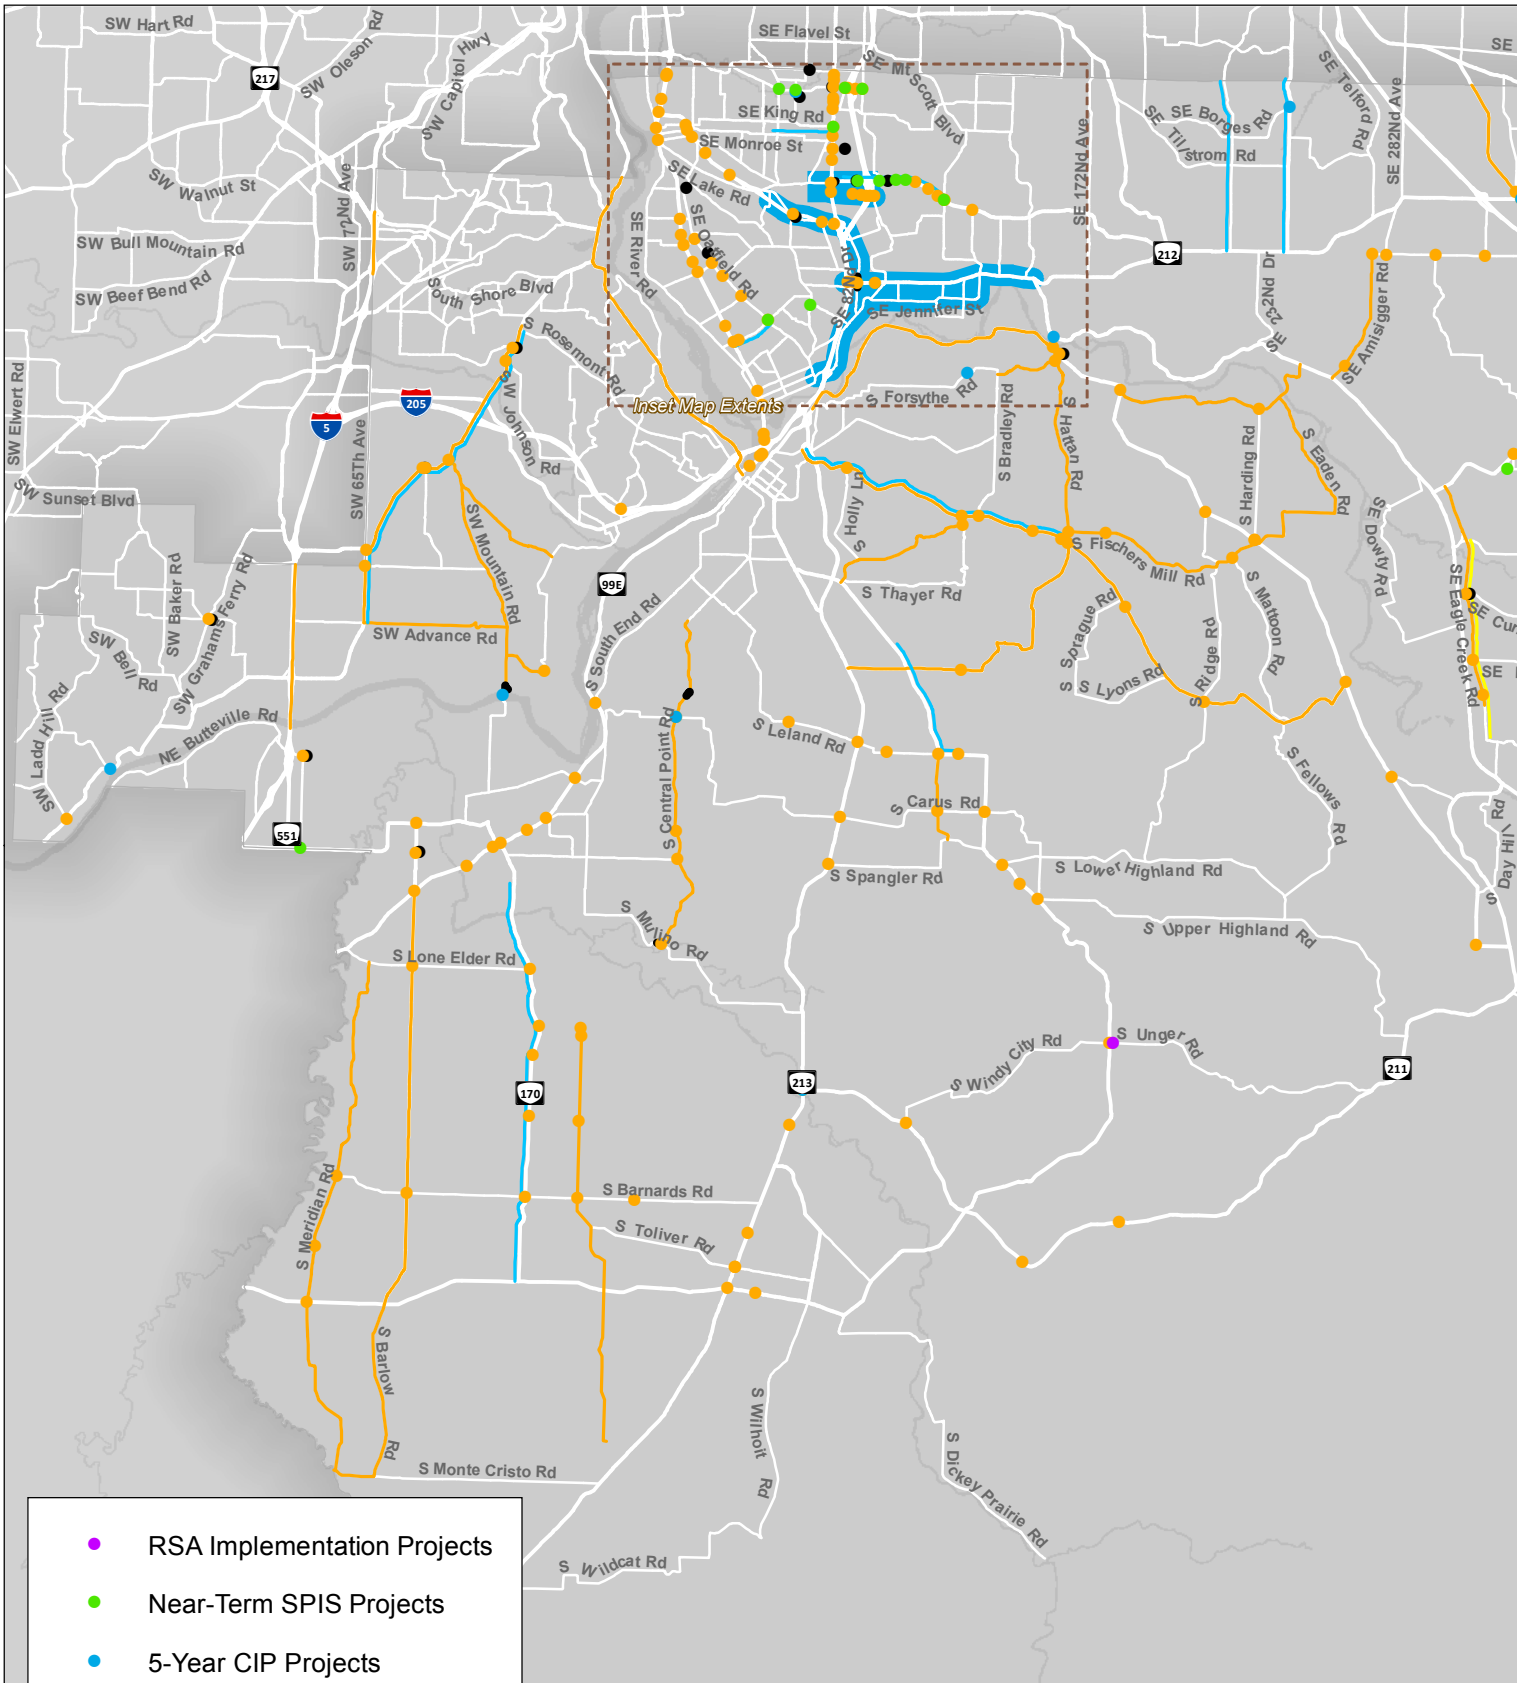 SW Hart Rd
SW Oleson Rd
SW Capitol Hwy
SE Flavel St
SE
217
SE Mt Scott Blvd
SE Telford Rd
SE 282Nd Ave
SE King Rd
SE Borges Rd
SE Tillstrom Rd
SE Monroe St
SE 172Nd Ave
SW Walnut St
SW 72Nd Ave
SE Lake Rd
SE Oatfield Rd
SE River Rd
SW Bull Mountain Rd
212
SE 82Nd Dr
SE 232Nd Dr
SW Beef Bend Rd
South Shore Blvd
SE Jennifer St
SE Amisigger Rd
S Rosemont Rd
SW Elwert Rd
205
5
SW Johnson Rd
Inset Map Extents
S Forsythe Rd
S Bradley Rd
S Hattan Rd
S Harding Rd
S Eaden Rd
SW 65Th Ave
SW Sunset Blvd
Holly Ln
S
SW Mountain Rd
SE Dowty Rd
S Fischers Mill Rd
SW Baker Rd
SW Grahams Ferry Rd
99E
S Thayer Rd
S Mattoon Rd
SE Eagle Creek Rd
S South End Rd
S Sprague Rd
S Ridge Rd
SW Advance Rd
SW Bell Rd
S Lyons Rd
SE
SW Ladd Hill Rd
NE Butteville Rd
S Central Point Rd
S Leland Rd
S Fellows Rd
S Carus Rd
551
S Day Hill Rd
S Spangler Rd
S Lower Highland Rd
S Mulino Rd
S Upper Highland Rd
S Lone Elder Rd
S Windy City Rd
S Unger Rd
170
213
211
S Meridian Rd
S Barnards Rd
S Toliver Rd
S Barlow Rd
S Wilhoit Rd
S Dickey Prairie Rd
S Monte Cristo Rd
S Wildcat Rd
RSA Implementation Projects
Near-Term SPIS Projects
5-Year CIP Projects